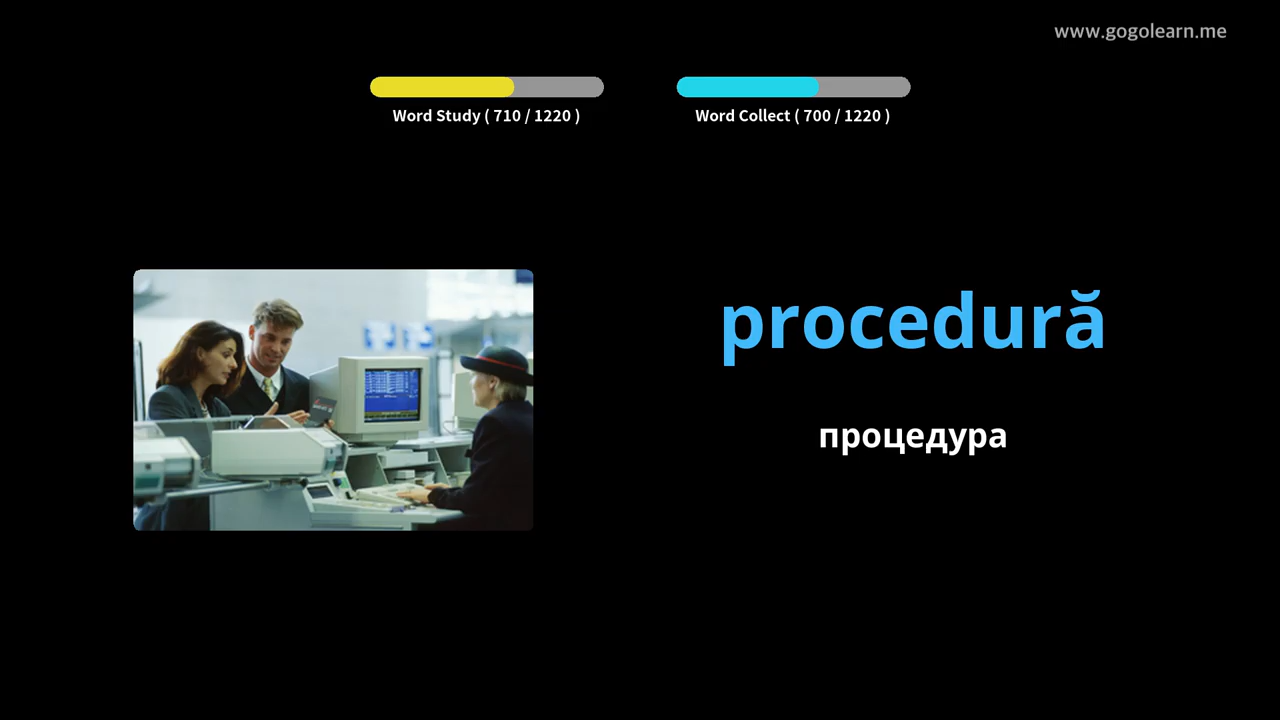 www.gogolearn.me
Word Study ( 710 / 1220 )
Word Collect ( 700 / 1220 )
procedură
процедура